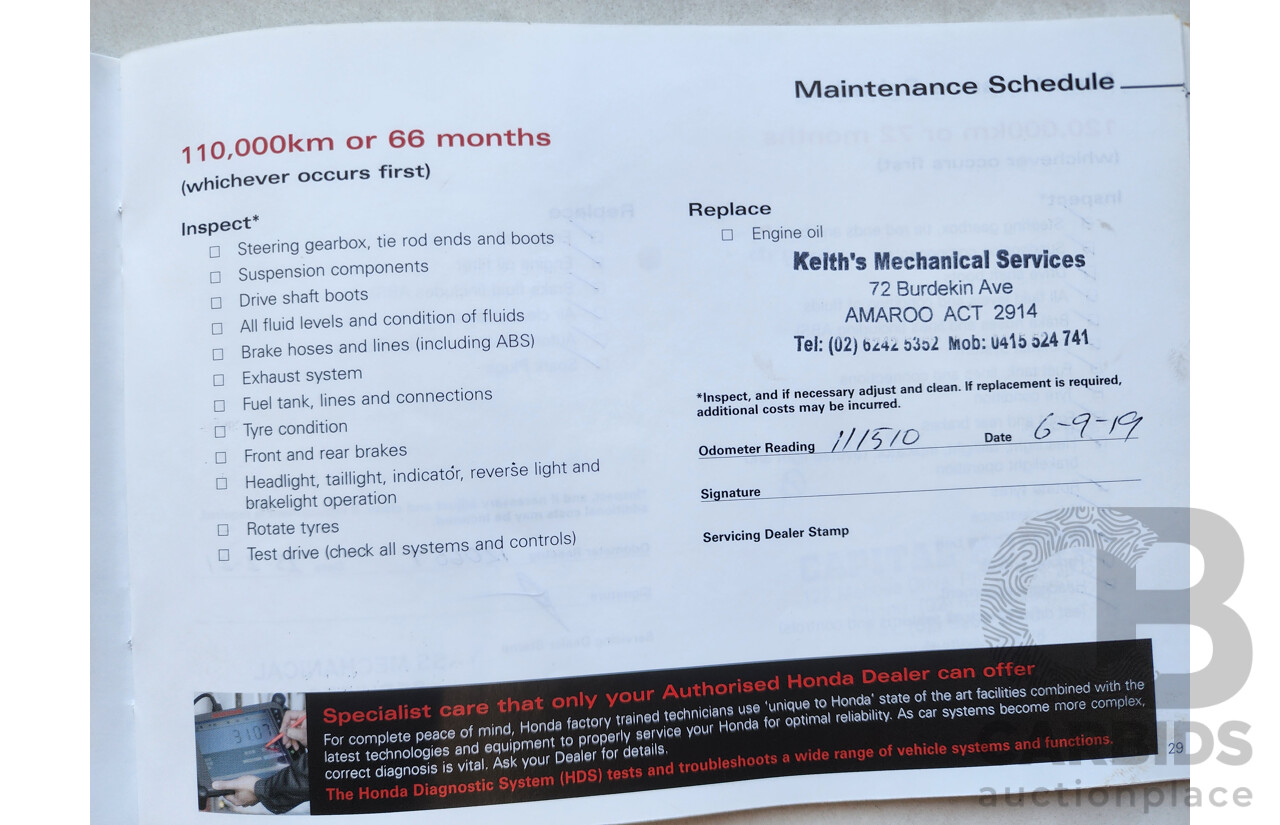 Maintenance Schedule
110,000km or 66 months
(whichever occurs first)
Inspect*
Steering gearbox, tie rod ends and boots
Suspension components
Drive shaft boots
All fluid levels and condition of fluids
Brake hoses and lines (including ABS)
Exhaust system
Fuel tank, lines and connections
Tyre condition
Front and rear brakes
Headlight, taillight, indicator, reverse light and
brakelight operation
Rotate tyres
Test drive (check all systems and controls)
Replace
Engine oil
Keith's Mechanical Services
72 Burdekin Ave
AMAROO ACT 2914
Tel: (02) 6242 5352 Mob: 0415 524 741
*Inspect, and if necessary adjust and clean. If replacement is required,
additional costs may be incurred.
Odometer Reading 111510 Date 6-9-19
Signature
Servicing Dealer Stamp
Specialist care that only your Authorised Honda Dealer can offer
For complete peace of mind, Honda factory trained technicians use 'unique to Honda' state of the art facilities combined with the
latest technologies and equipment to properly service your Honda for optimal reliability. As car systems become more complex,
correct diagnosis is vital. Ask your Dealer for details.
The Honda Diagnostic System (HDS) tests and troubleshoots a wide range of vehicle systems and functions.
3107
29
CB
CARBIDS
auctionplace